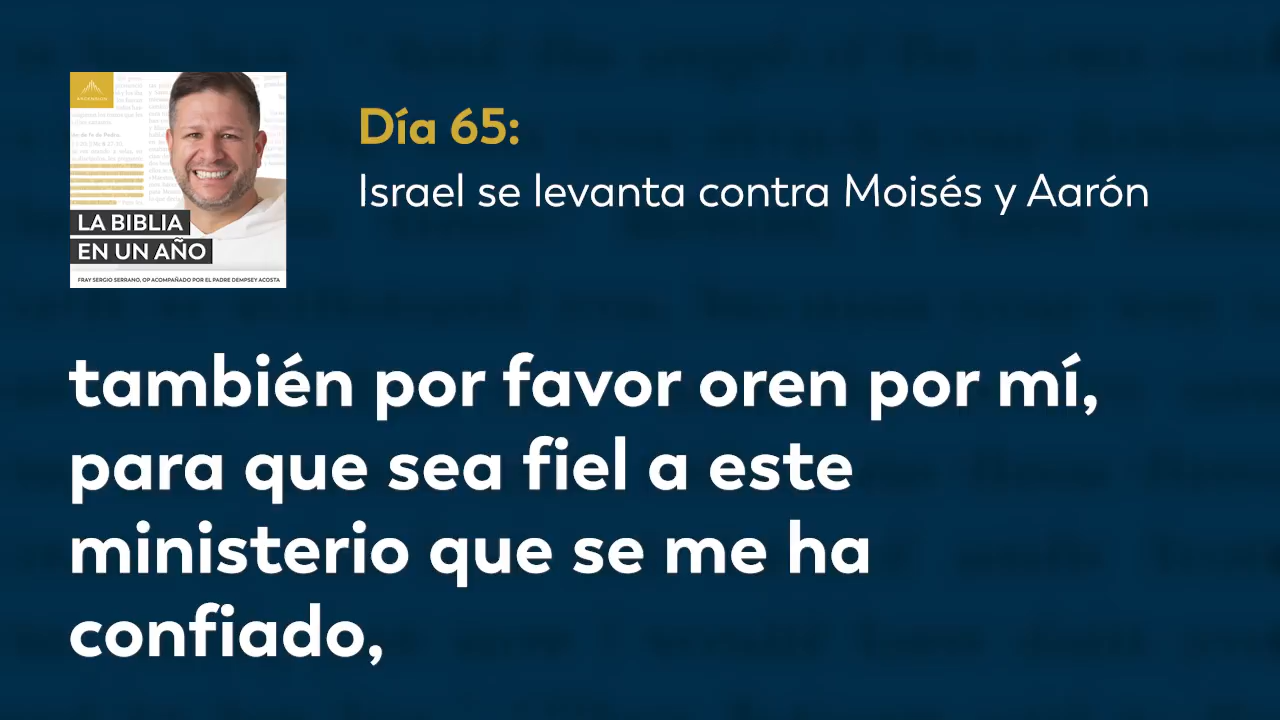 ASCENSION
LA BIBLIA
EN UN AÑO
FRAY SERGIO SERRANO, OP ACOMPAÑADO POR EL PADRE DEMPSEY ACOSTA
Día 65:
Israel se levanta contra Moisés y Aarón
también por favor oren por mí,
para que sea fiel a este
ministerio que se me ha
confiado,